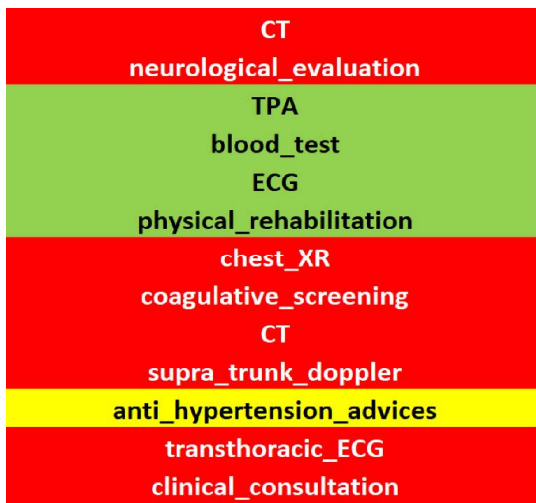 CT
neurological_evaluation
TPA
blood_test
ECG
physical_rehabilitation
chest_XR
coagulative_screening
CT
supra_trunk_doppler
anti_hypertension_advices
transthoracic_ECG
clinical_consultation